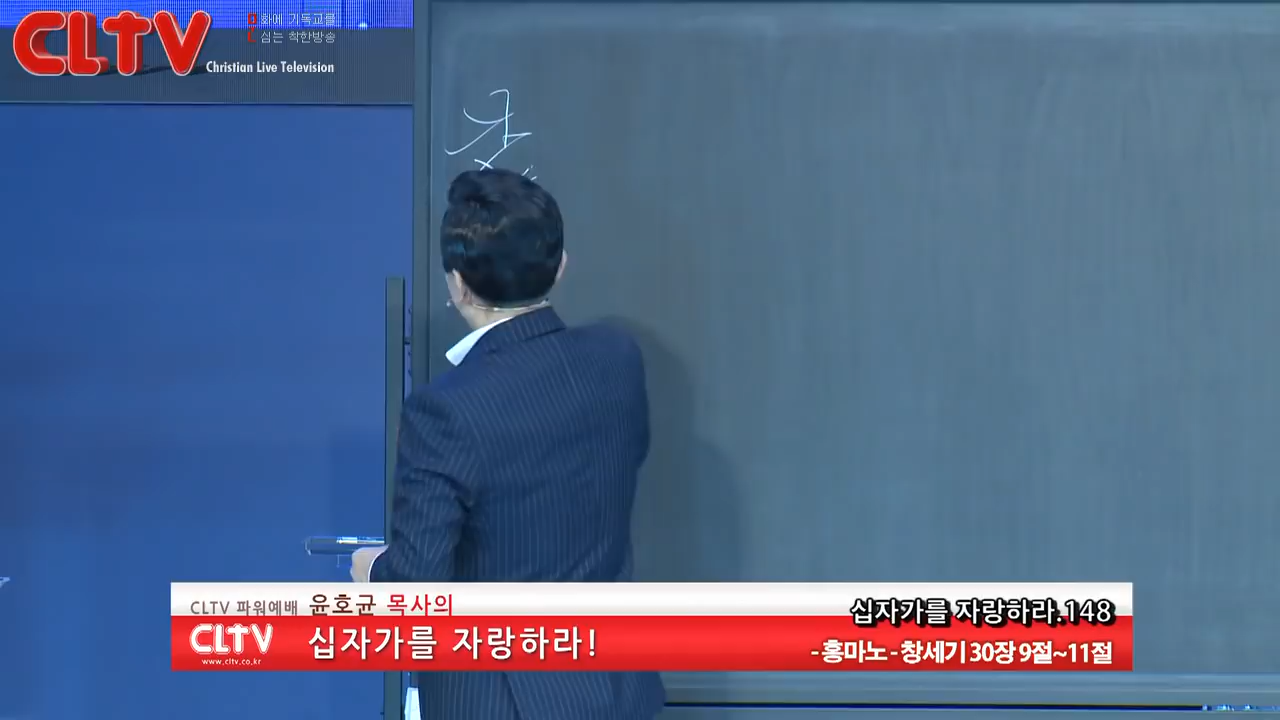 CLTV
화에 기독교를
심는 착한방송
Christian Live Television
CLTV 파워예배 윤호균 목사의
십자가를 자랑하라.148
CLTV
www.cltv.co.kr
십자가를 자랑하라!
- 홍마노 - 창세기 30장 9절~11절